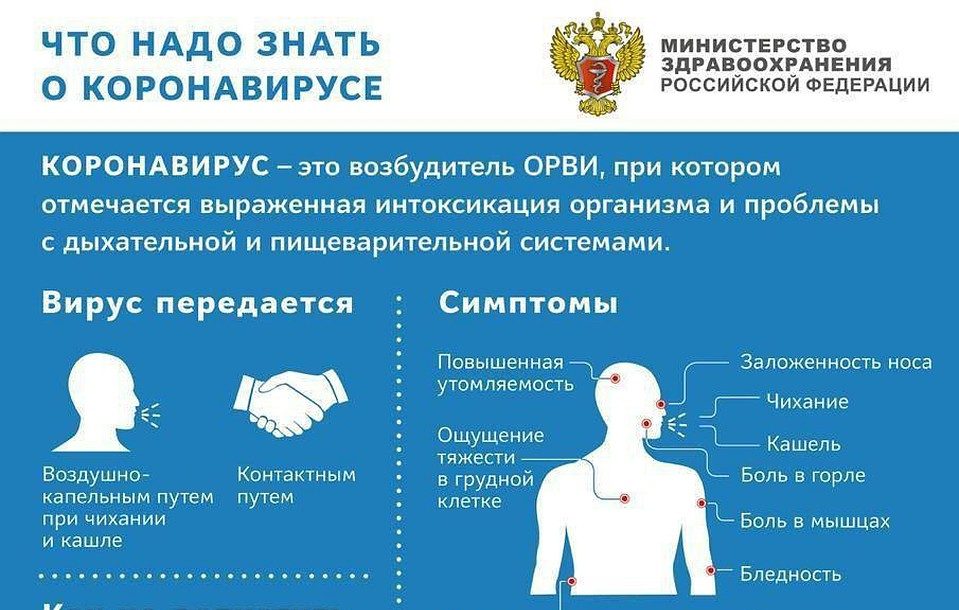 ЧТО НАДО ЗНАТЬ
О КОРОНАВИРУСЕ
МИНИСТЕРСТВО
ЗДРАВООХРАНЕНИЯ
РОССИЙСКОЙ ФЕДЕРАЦИИ
КОРОНАВИРУС – это возбудитель ОРВИ, при котором
отмечается выраженная интоксикация организма и проблемы
с дыхательной и пищеварительной системами.
Вирус передается
Воздушно-
капельным путем
при чихании
и кашле
Контактным
путем
Симптомы
Повышенная
утомляемость
Ощущение
тяжести
в грудной
клетке
Заложенность носа
Чихание
Кашель
Боль в горле
Боль в мышцах
Бледность